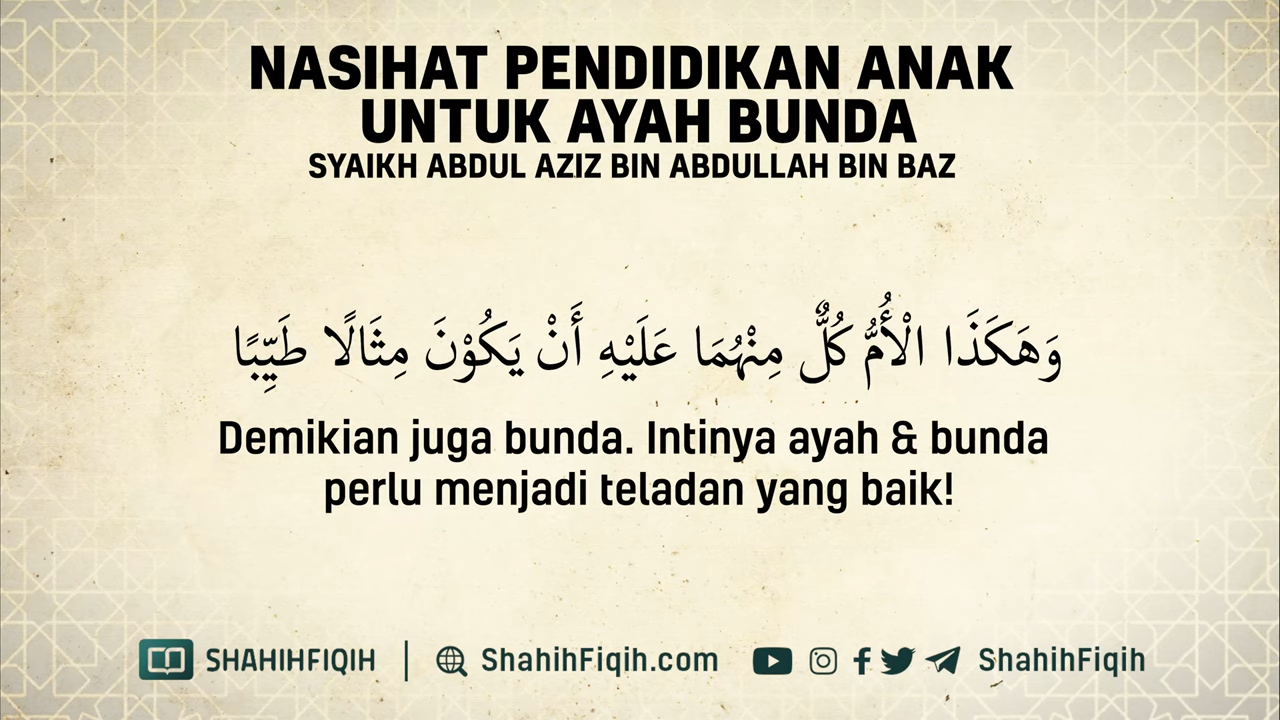 NASIHAT PENDIDIKAN ANAK
UNTUK AYAH BUNDA
SYAIKH ABDUL AZIZ BIN ABDULLAH BIN BAZ
وَهَكَذَا الْأُمُّ كُلٌّ مِنْهُمَا عَلَيْهِ أَنْ يَكُوْنَ مِثَالًا طَيِّبًا
Demikian juga bunda. Intinya ayah & bunda
perlu menjadi teladan yang baik!
SHAHIHFIQIH | ShahihFiqih.com ShahihFiqih